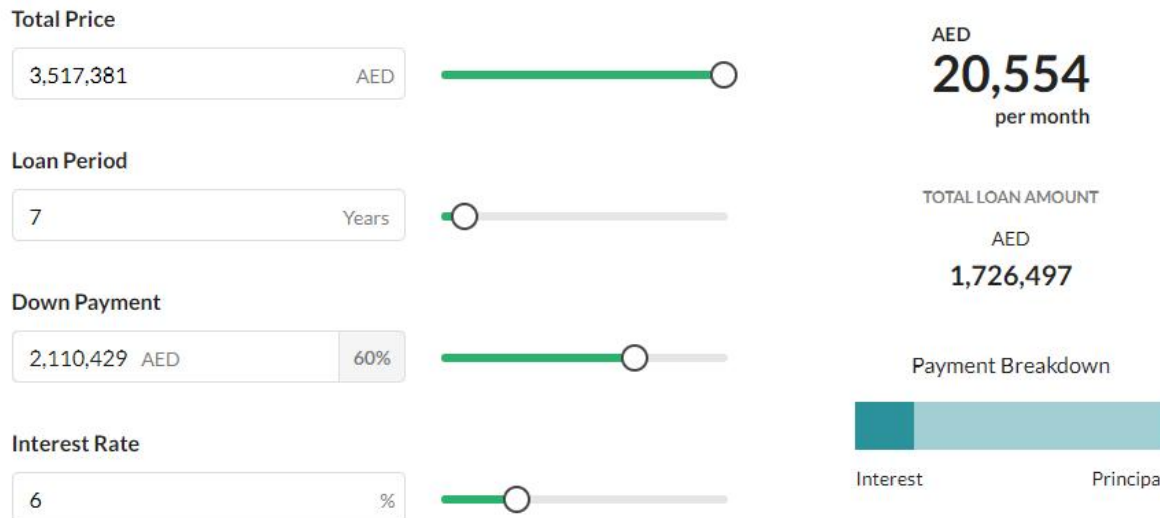 Total Price
3,517,381 AED
Loan Period
7 Years
Down Payment
2,110,429 AED 60%
Interest Rate
6 %
AED
20,554
per month
TOTAL LOAN AMOUNT
AED
1,726,497
Payment Breakdown
Interest Principa